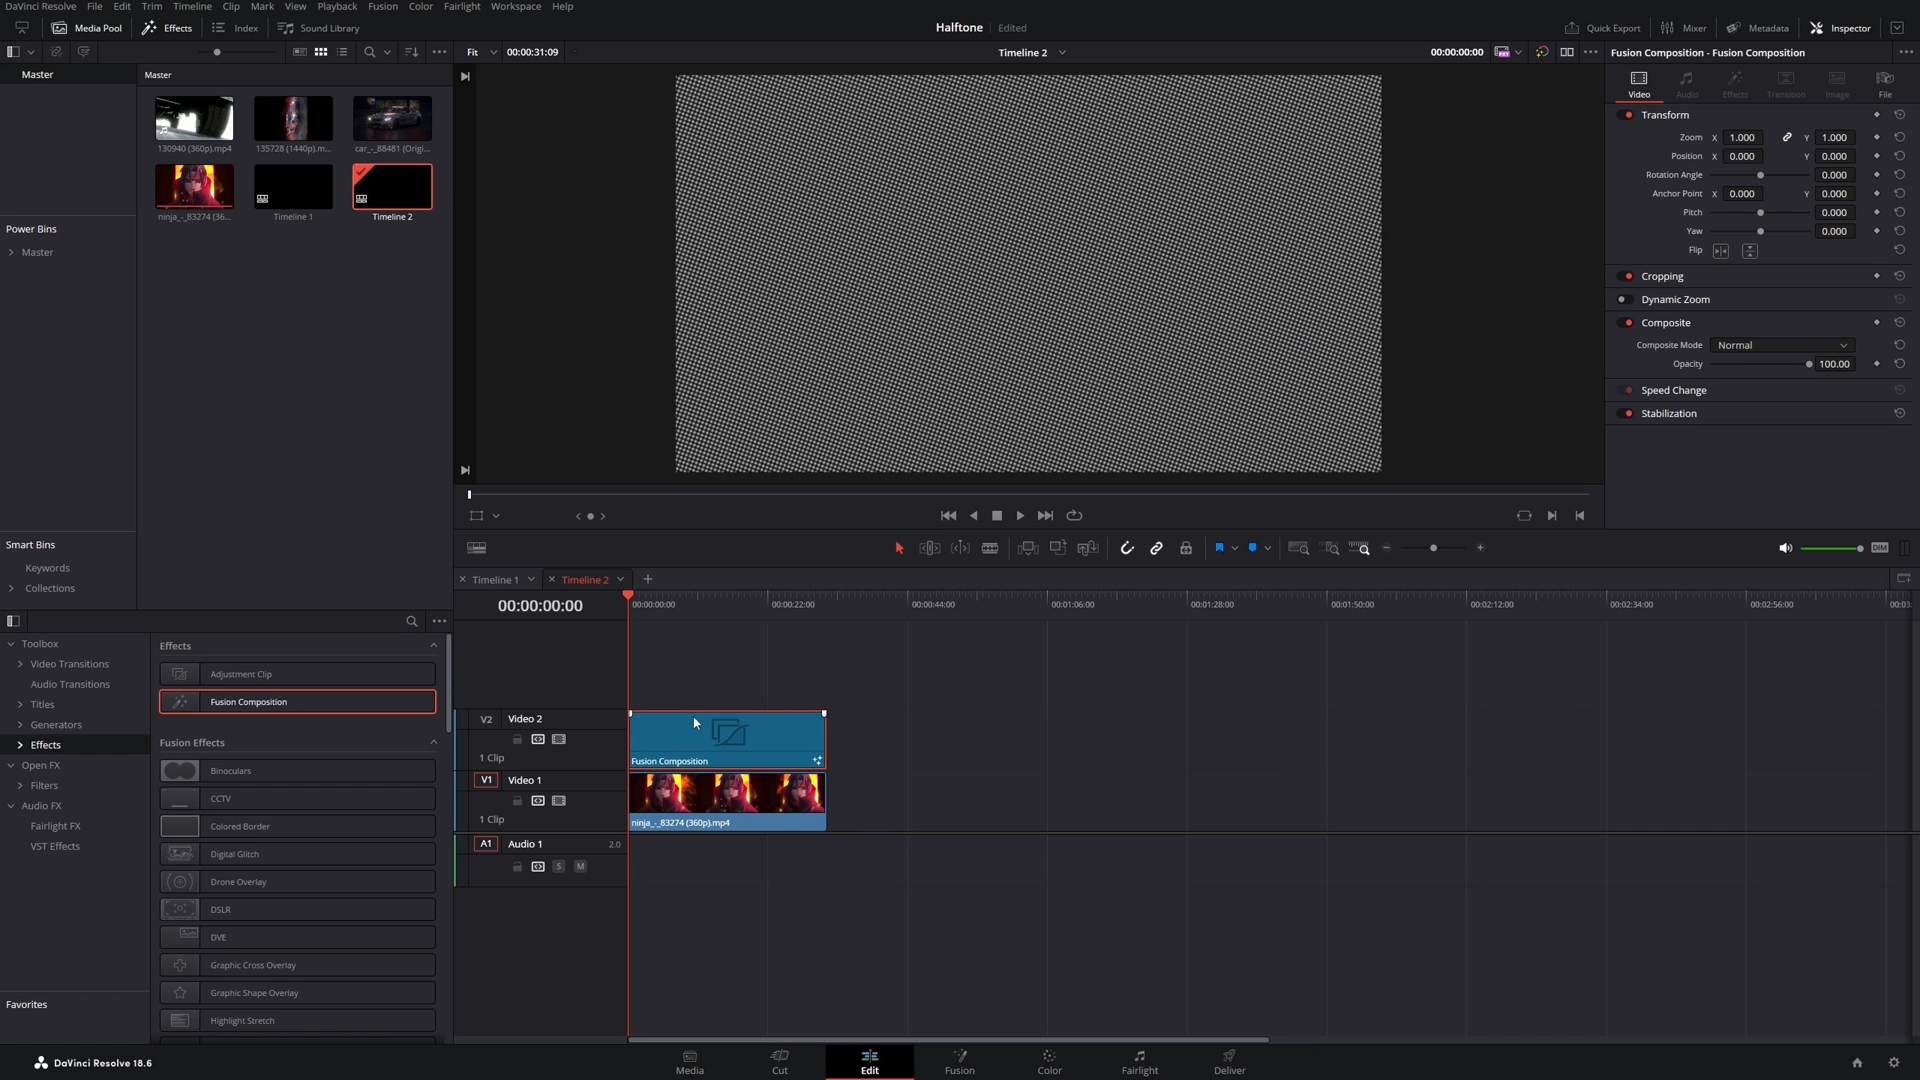 DaVinci Resolve File Edit Trim Timeline Clip Mark View Playback Fusion Color Fairlight Workspace Help
Media Pool Effects Index Sound Library Halftone Edited Quick Export Mixer Metadata Inspector
Fit 00:00:31:09 Timeline 2 00:00:00:00 Fusion Composition - Fusion Composition
Master Master
130940 (360p).mp4 135728 (1440p).m... car_-_88481 (Origi...
ninja_-_83274 (36... Timeline 1 Timeline 2
Power Bins
Master
Smart Bins
Keywords
Collections
Video Audio Effects Transition Image File
Transform
Zoom X 1.000 Y 1.000
Position X 0.000 Y 0.000
Rotation Angle 0.000
Anchor Point X 0.000 Y 0.000
Pitch 0.000
Yaw 0.000
Flip
Cropping
Dynamic Zoom
Composite
Composite Mode Normal
Opacity 100.00
Speed Change
Stabilization
DIM
Timeline 1 Timeline 2
00:00:00:00 00:00:00:00 00:00:22:00 00:00:44:00 00:01:06:00 00:01:28:00 00:01:50:00 00:02:12:00 00:02:34:00 00:02:56:00 00:03:
Toolbox
Video Transitions
Audio Transitions
Titles
Generators
Effects
Open FX
Filters
Audio FX
Fairlight FX
VST Effects
Favorites
Effects
Adjustment Clip
Fusion Composition
Fusion Effects
Binoculars
CCTV
Colored Border
Digital Glitch
Drone Overlay
DSLR
DVE
Graphic Cross Overlay
Graphic Shape Overlay
Highlight Stretch
V2 Video 2
1 Clip
Fusion Composition
V1 Video 1
1 Clip
ninja_-_83274 (360p).mp4
A1 Audio 1 2.0
S M
DaVinci Resolve 18.6
Media Cut Edit Fusion Color Fairlight Deliver